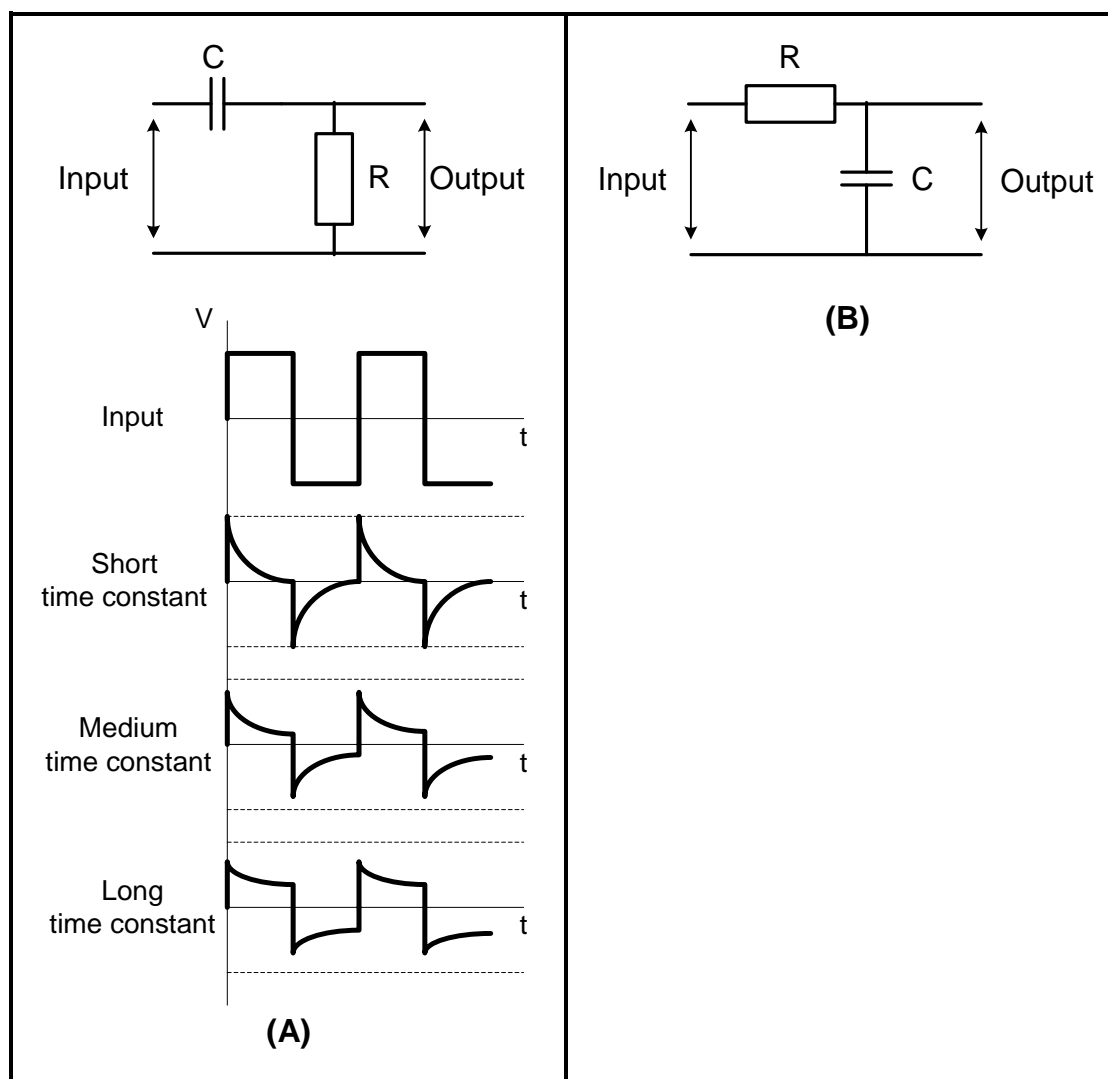 C
Input
R
Output
V
Input
t
Short
time constant
t
Medium
time constant
t
Long
time constant
t
(A)
R
Input
C
Output
(B)